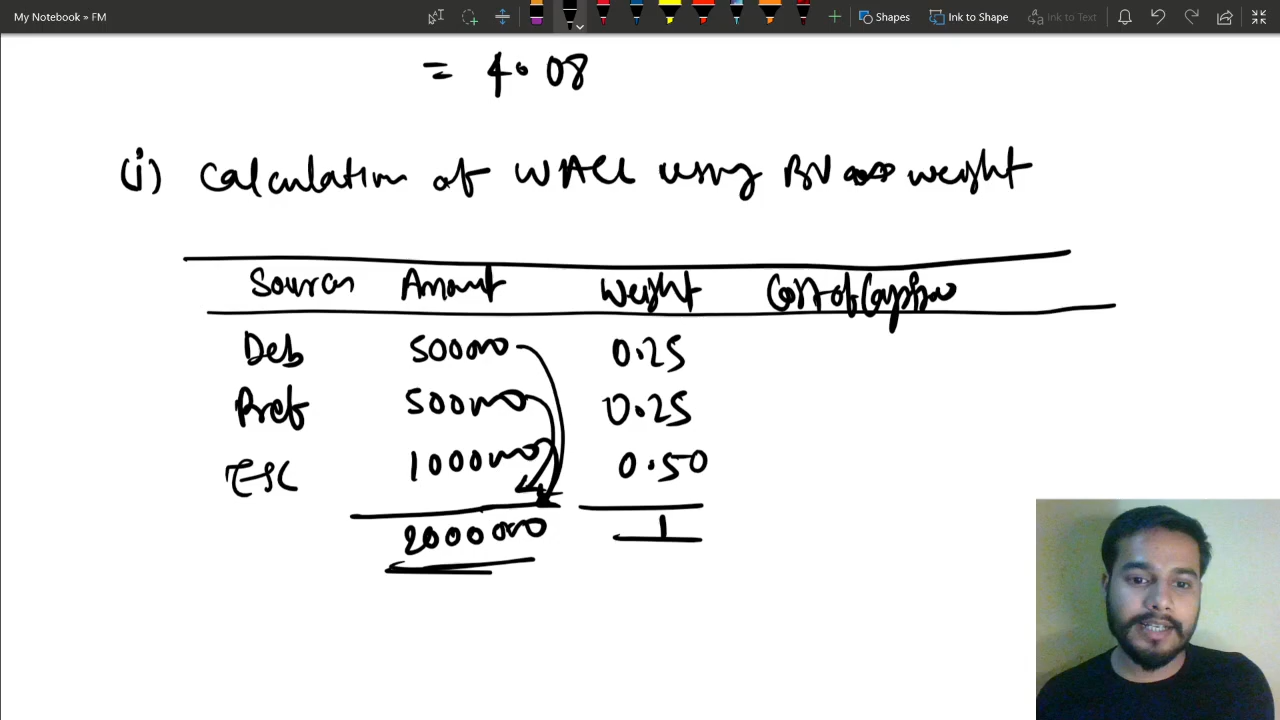 My Notebook » FM
Shapes Ink to Shape Ink to Text
= 4.08
(i) Calculation of WACC using BV weight
Sources Amount Weight Cost of Capital
Deb 500000 0.25
Pref 500000 0.25
ESC 1000000 0.50
2000000 1